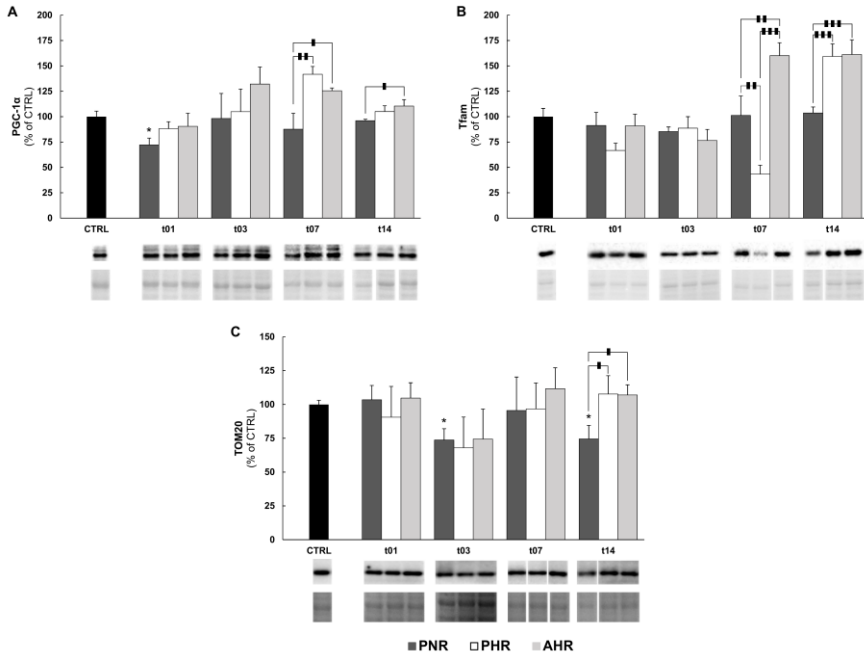 A
PGC-1α
(% of CTRL)
200
175
150
125
100
75
50
25
0
*
CTRL t01 t03 t07 t14
B
Tfam
(% of CTRL)
200
175
150
125
100
75
50
25
0
CTRL t01 t03 t07 t14
C
TOM20
(% of CTRL)
150
125
100
75
50
25
0
* *
CTRL t01 t03 t07 t14
PNR PHR AHR